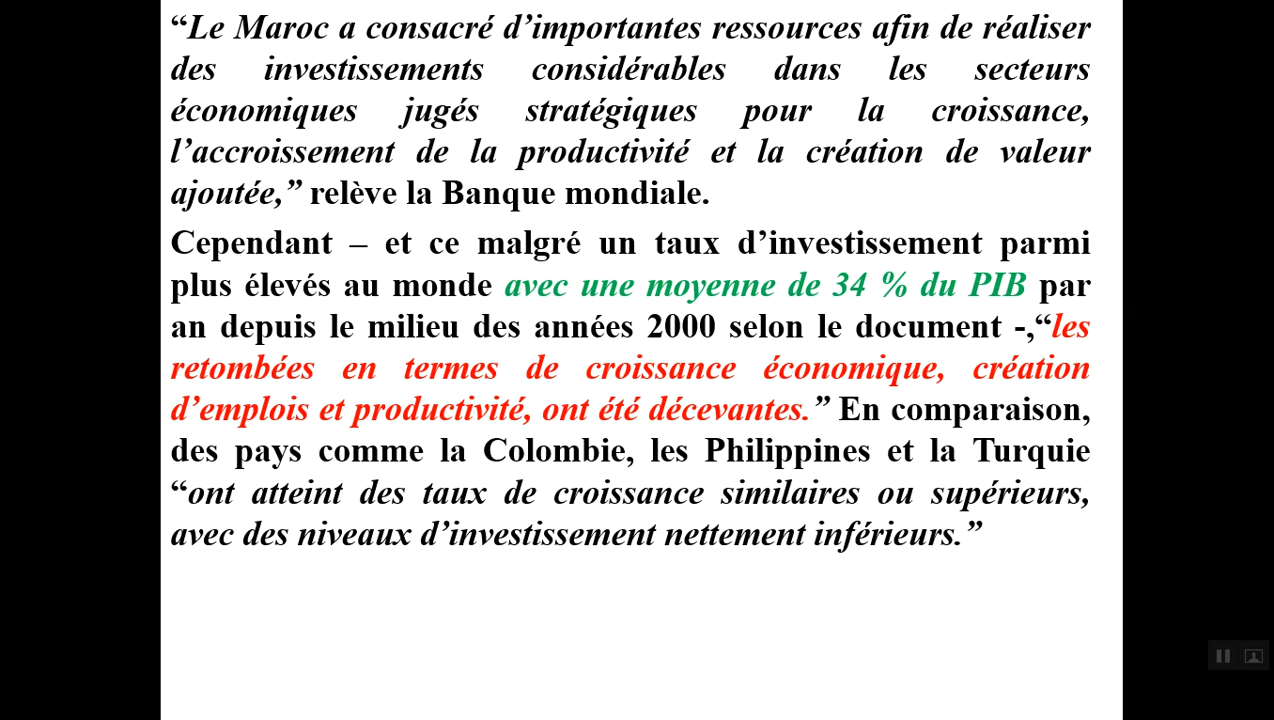 “Le Maroc a consacré d’importantes ressources afin de réaliser
des investissements considérables dans les secteurs
économiques jugés stratégiques pour la croissance,
l’accroissement de la productivité et la création de valeur
ajoutée,” relève la Banque mondiale.
Cependant – et ce malgré un taux d’investissement parmi
plus élevés au monde avec une moyenne de 34 % du PIB par
an depuis le milieu des années 2000 selon le document -,“les
retombées en termes de croissance économique, création
d’emplois et productivité, ont été décevantes.” En comparaison,
des pays comme la Colombie, les Philippines et la Turquie
“ont atteint des taux de croissance similaires ou supérieurs,
avec des niveaux d’investissement nettement inférieurs.”